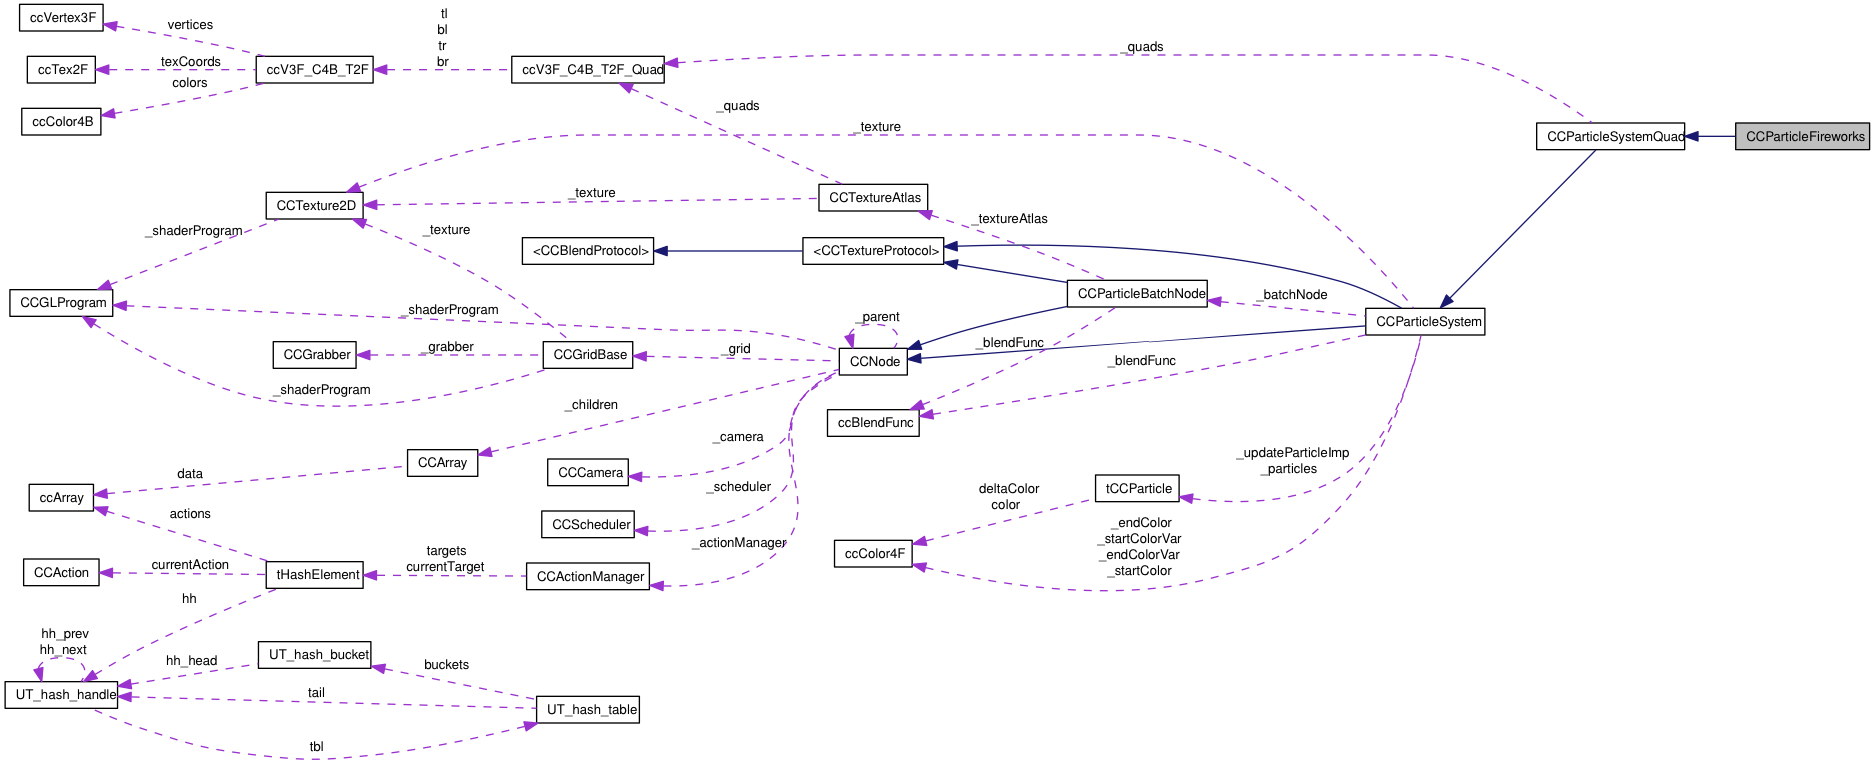 ccVertex3F
vertices
tl
bl
tr
br
_quads
ccTex2F
texCoords
ccV3F_C4B_T2F
ccV3F_C4B_T2F_Quad
colors
ccColor4B
_quads
_texture
CCParticleSystemQuad
CCParticleFireworks
CCTexture2D
_texture
CCTextureAtlas
_shaderProgram
_texture
_textureAtlas
<CCBlendProtocol>
<CCTextureProtocol>
CCGLProgram
_shaderProgram
CCParticleBatchNode
_batchNode
_parent
CCParticleSystem
CCGrabber
_grabber
CCGridBase
_grid
CCNode
_blendFunc
_blendFunc
_shaderProgram
_children
ccBlendFunc
_camera
_updateParticleImp
_particles
data
CCArray
CCCamera
_scheduler
deltaColor
color
tCCParticle
ccArray
actions
CCScheduler
_endColor
_startColorVar
_endColorVar
_startColor
_actionManager
ccColor4F
CCAction
currentAction
tHashElement
targets
currentTarget
CCActionManager
hh
hh_prev
hh_next
UT_hash_bucket
hh_head
buckets
UT_hash_handle
tail
UT_hash_table
tbl